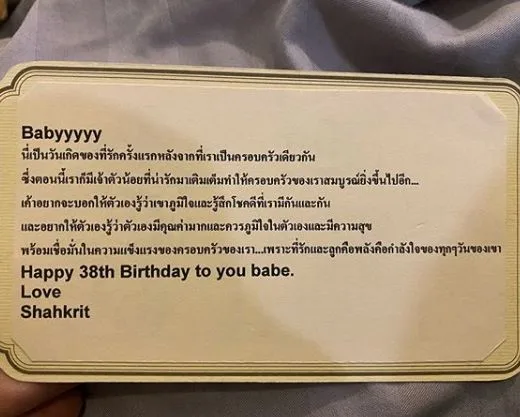 Babyyyyy
นี่เป็นวันเกิดของที่รักครั้งแรกหลังจากที่เราเป็นครอบครัวเดียวกัน
ซึ่งตอนนี้เราก็มีเจ้าตัวน้อยที่น่ารักมาเติมเต็มทำให้ครอบครัวของเราสมบูรณ์ยิ่งขึ้นไปอีก...
เค้าอยากจะบอกให้ตัวเองรู้ว่าเขาภูมิใจและรู้สึกโชคดีที่เรามีกันและกัน
และอยากให้ตัวเองรู้ว่าตัวเองมีคุณค่ามากและควรภูมิใจในตัวเองและมีความสุข
พร้อมเชื่อมั่นในความแข็งแรงของครอบครัวของเรา...เพราะที่รักและลูกคือพลังคือกำลังใจของทุกๆวันของเขา
Happy 38th Birthday to you babe.
Love
Shahkrit